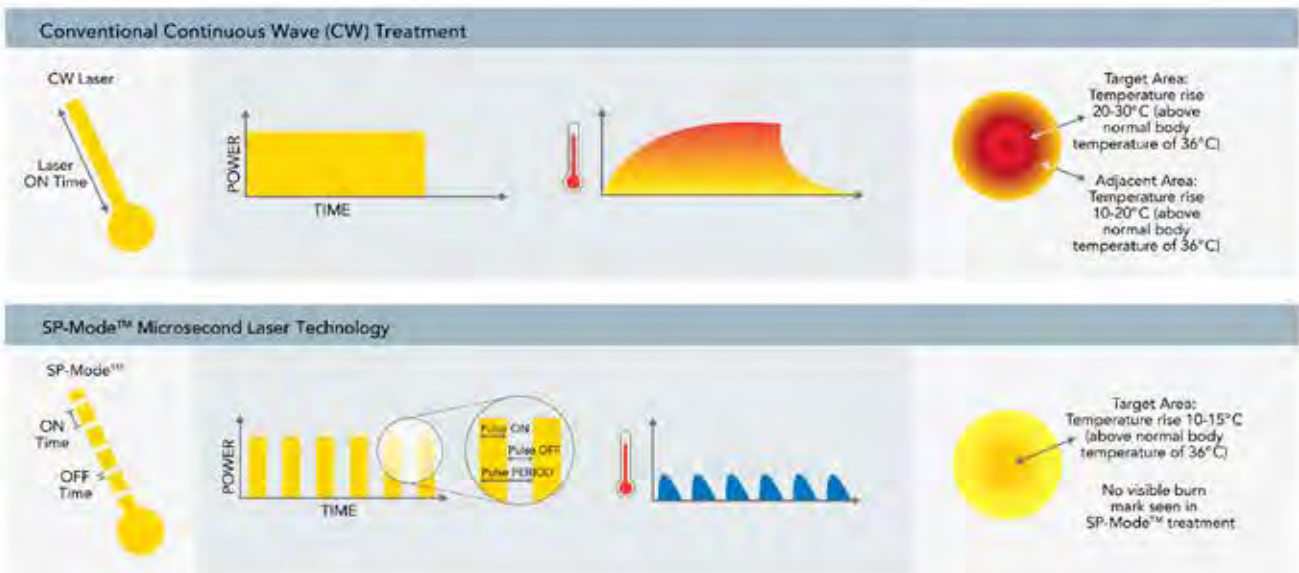 Conventional Continuous Wave (CW) Treatment
CW Laser
Laser
ON Time
POWER
TIME
Target Area:
Temperature rise
20-30°C (above
normal body
temperature of 36°C)
Adjacent Area:
Temperature rise
10-20°C (above
normal body
temperature of 36°C)
SP-Mode™ Microsecond Laser Technology
SP-Mode™
ON
Time
OFF
Time
POWER
TIME
Pulse ON
Pulse OFF
Pulse PERIOD
Target Area:
Temperature rise 10-15°C
(above normal body
temperature of 36°C)
No visible burn
mark seen in
SP-Mode™ treatment